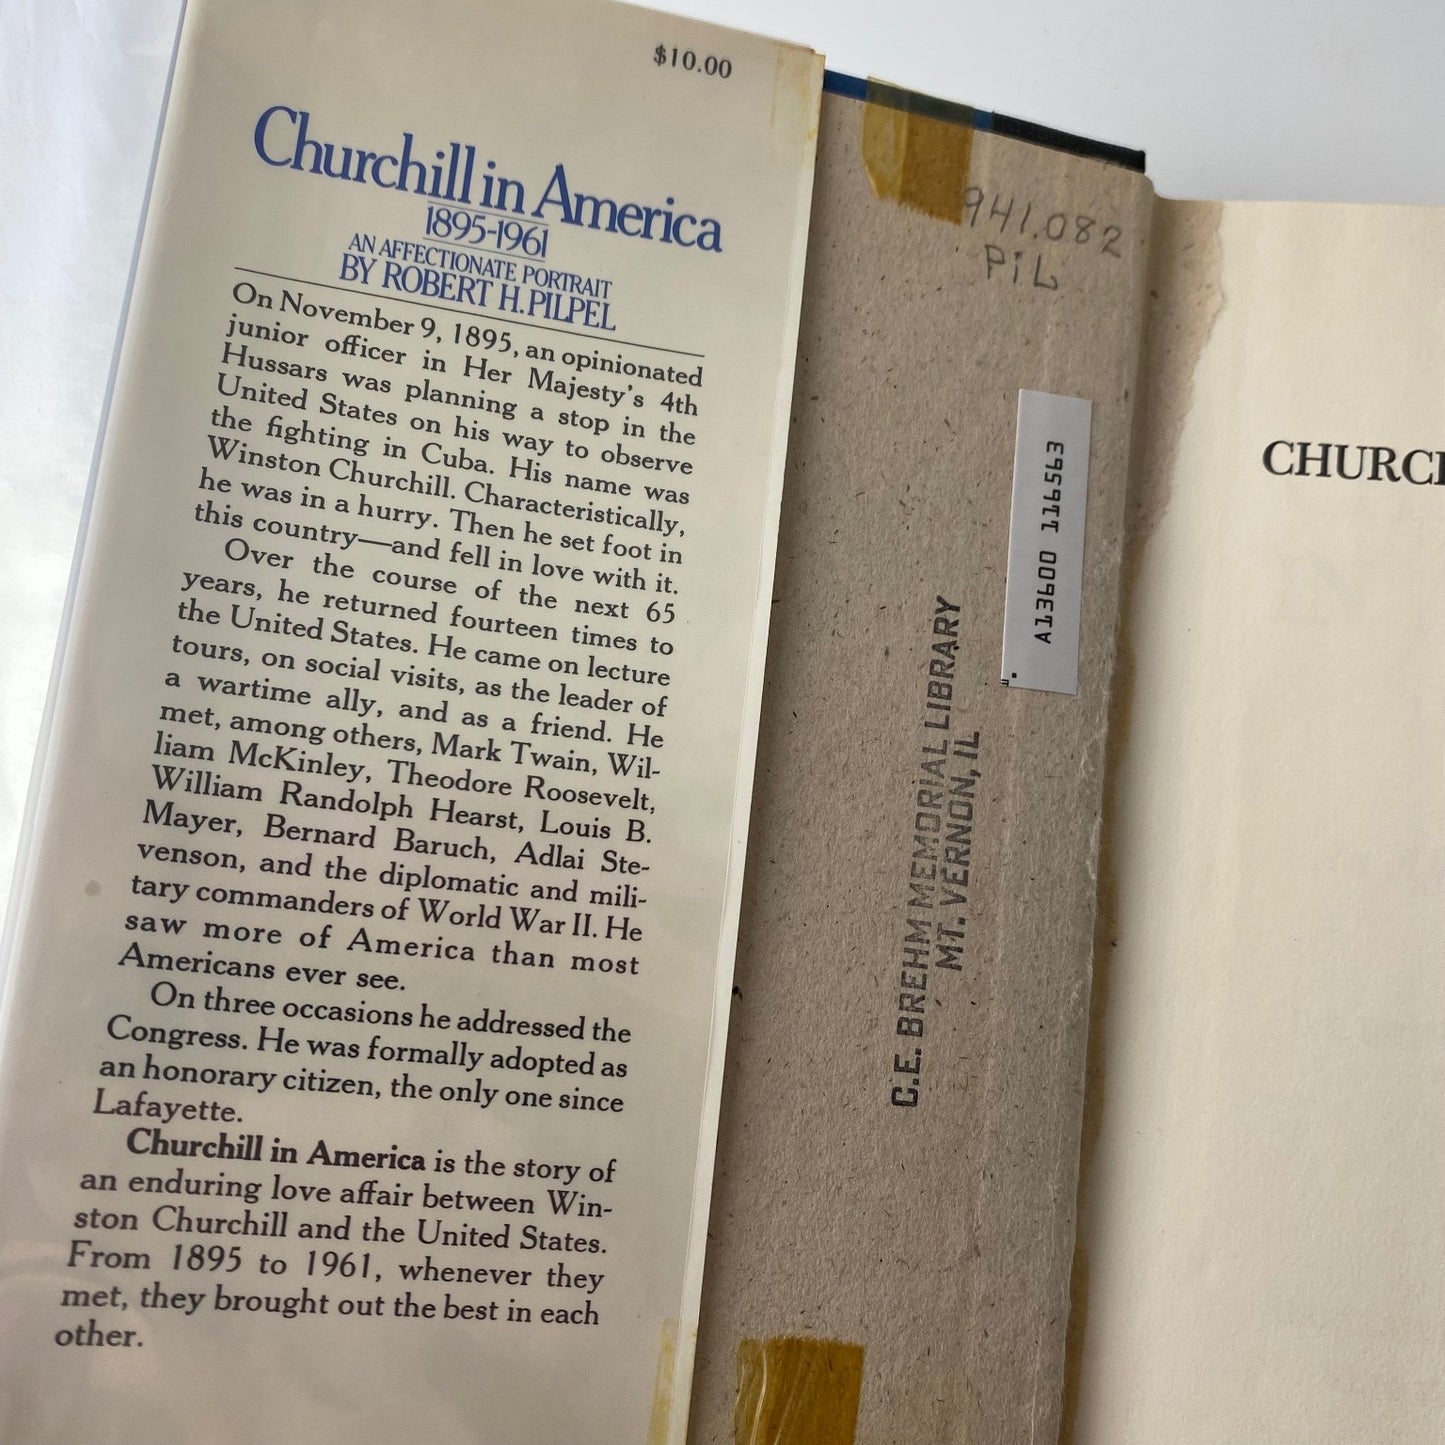 $10.00
Churchill in America
1895-1961
AN AFFECTIONATE PORTRAIT
BY ROBERT H. PILPEL
On November 9, 1895, an opinionated
junior officer in Her Majesty's 4th
Hussars was planning a stop in the
United States on his way to observe
the fighting in Cuba. His name was
Winston Churchill. Characteristically,
he was in a hurry. Then he set foot in
this country—and fell in love with it.
Over the course of the next 65
years, he returned fourteen times to
the United States. He came on lecture
tours, on social visits, as the leader of
a wartime ally, and as a friend. He
met, among others, Mark Twain, Wil-
liam McKinley, Theodore Roosevelt,
William Randolph Hearst, Louis B.
Mayer, Bernard Baruch, Adlai Ste-
venson, and the diplomatic and mili-
tary commanders of World War II. He
saw more of America than most
Americans ever see.
On three occasions he addressed the
Congress. He was formally adopted as
an honorary citizen, the only one since
Lafayette.
Churchill in America is the story of
an enduring love affair between Win-
ston Churchill and the United States.
From 1895 to 1961, whenever they
met, they brought out the best in each
other.
941.082
PiL
A13600 116563
C.E. BREHM MEMORIAL LIBRARY
MT. VERNON, IL
CHURCH